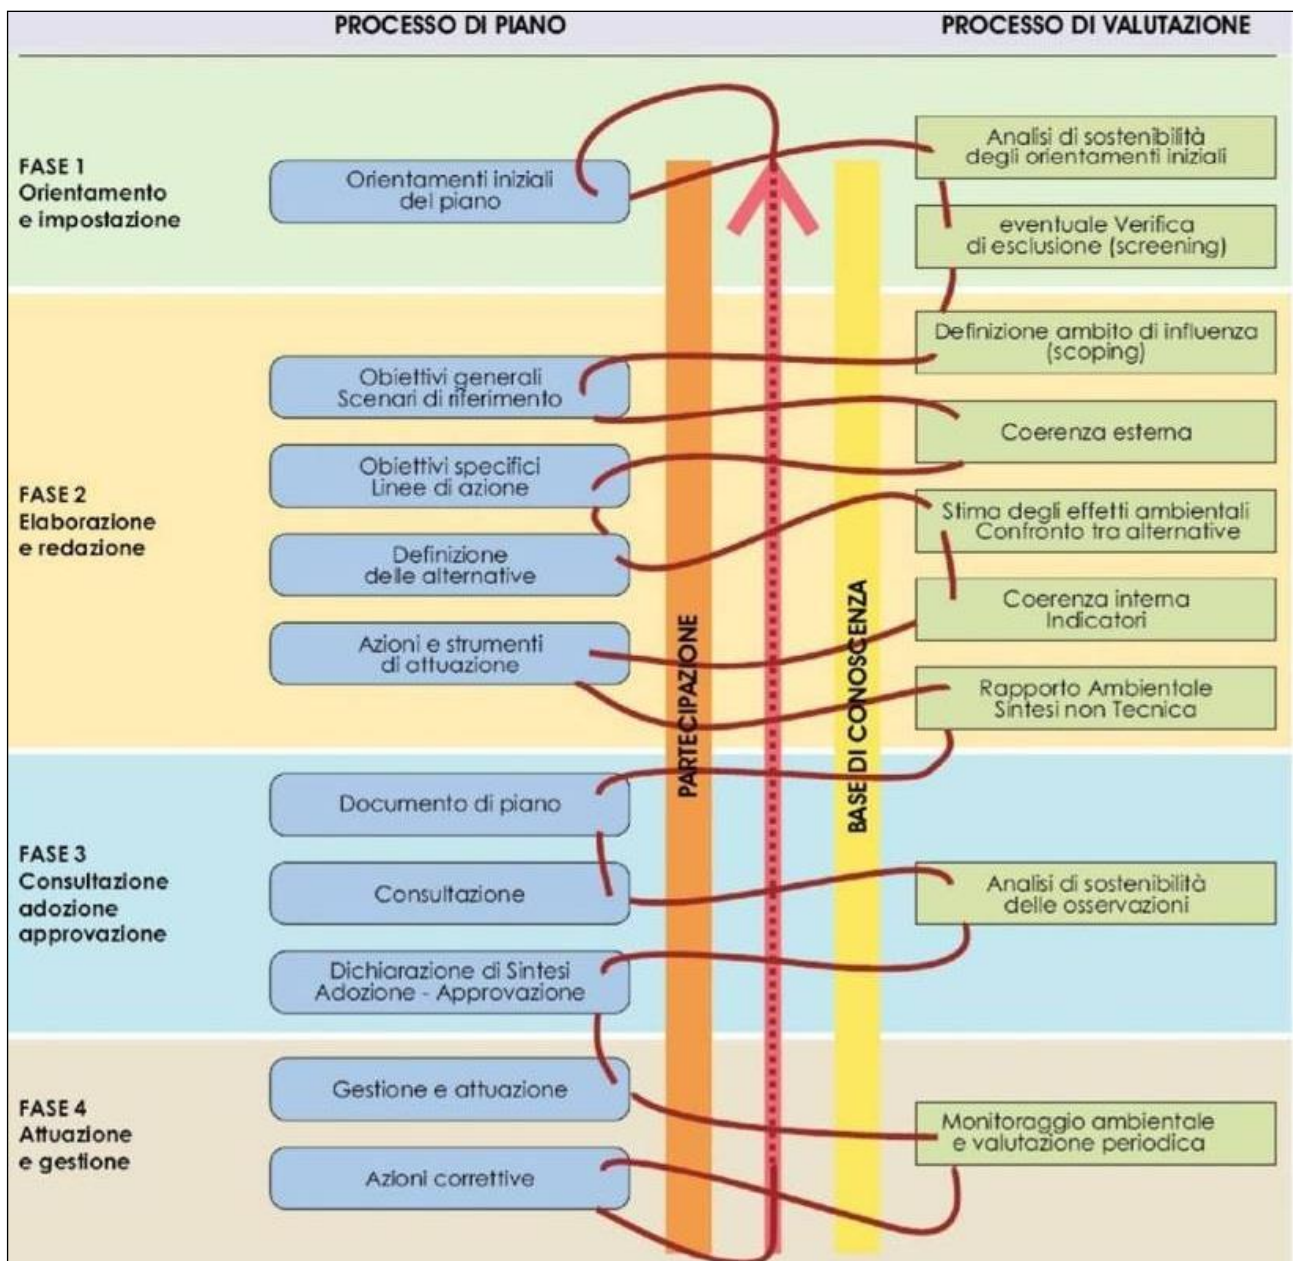 PROCESSO DI PIANO
PROCESSO DI VALUTAZIONE
FASE 1
Orientamento
e impostazione
Orientamenti iniziali
del piano
Analisi di sostenibilità
degli orientamenti iniziali
eventuale Verifica
di esclusione (screening)
FASE 2
Elaborazione
e redazione
Obiettivi generali
Scenari di riferimento
Obiettivi specifici
Linee di azione
Definizione
delle alternative
Azioni e strumenti
di attuazione
Definizione ambito di influenza
(scoping)
Coerenza esterna
Stima degli effetti ambientali
Confronto tra alternative
Coerenza interna
Indicatori
Rapporto Ambientale
Sintesi non Tecnica
PARTECIPAZIONE
BASE DI CONOSCENZA
FASE 3
Consultazione
adozione
approvazione
Documento di piano
Consultazione
Dichiarazione di Sintesi
Adozione - Approvazione
Analisi di sostenibilità
delle osservazioni
FASE 4
Attuazione
e gestione
Gestione e attuazione
Azioni correttive
Monitoraggio ambientale
e valutazione periodica